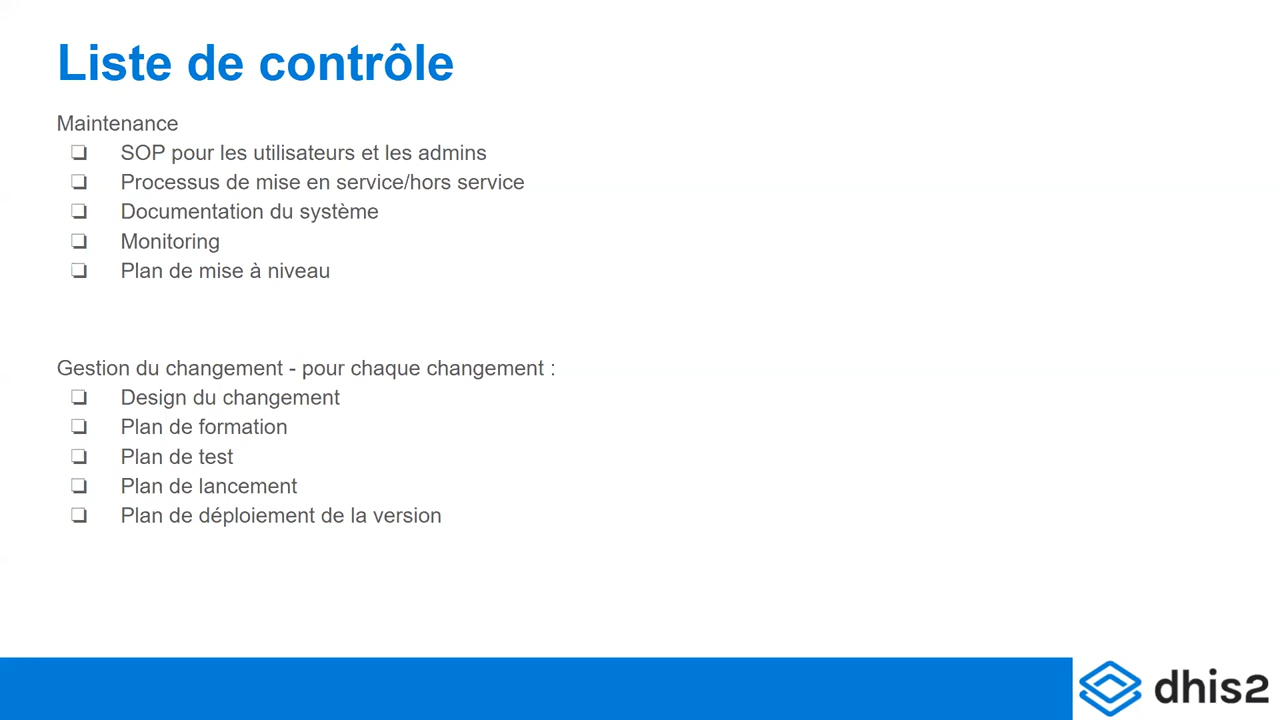 Liste de contrôle
Maintenance
❏ SOP pour les utilisateurs et les admins
❏ Processus de mise en service/hors service
❏ Documentation du système
❏ Monitoring
❏ Plan de mise à niveau
Gestion du changement - pour chaque changement :
❏ Design du changement
❏ Plan de formation
❏ Plan de test
❏ Plan de lancement
❏ Plan de déploiement de la version
dhis2